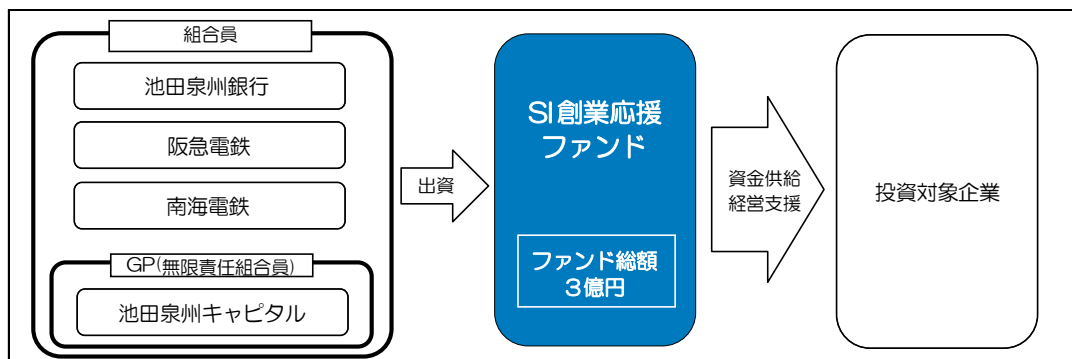 組合員
池田泉州銀行
阪急電鉄
南海電鉄
GP(無限責任組合員)
池田泉州キャピタル
出資
SI創業応援
ファンド
ファンド総額
3億円
資金供給
経営支援
投資対象企業